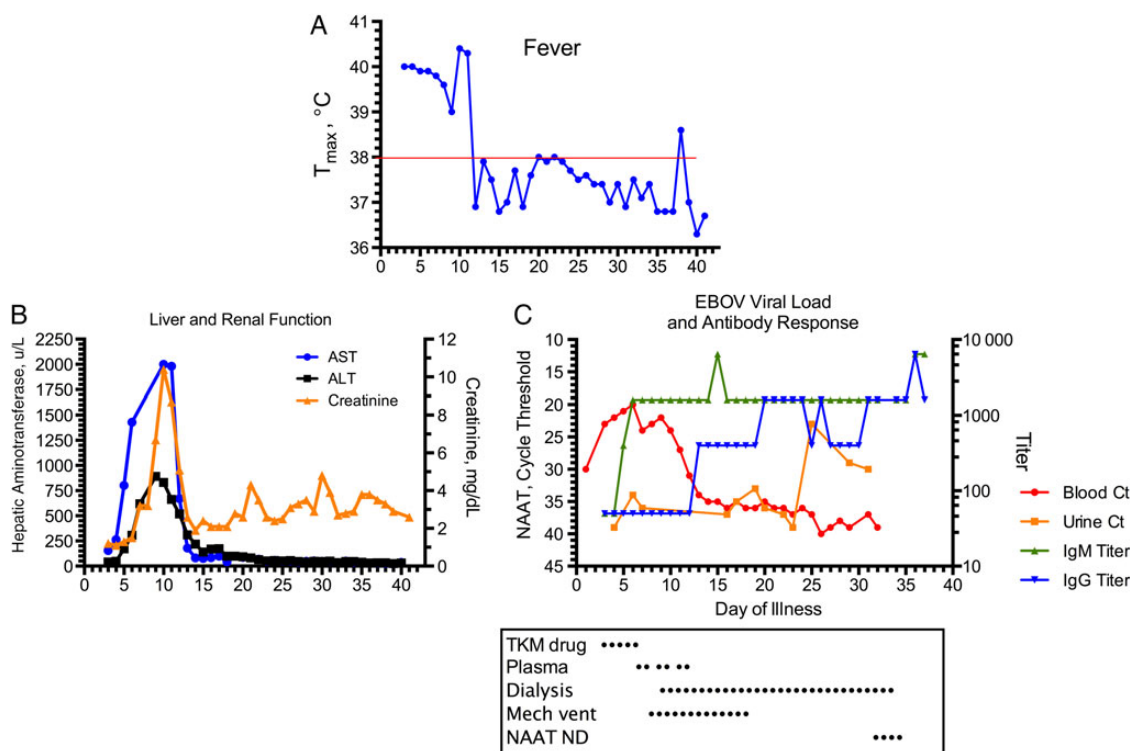 A
Fever
41
40
39
38
37
36
Tmax, °C
0 5 10 15 20 25 30 35 40
B
Liver and Renal Function
2250
2000
1750
1500
1250
1000
750
500
250
0
Hepatic Aminotransferase, u/L
AST
ALT
Creatinine
12
10
8
6
4
2
0
Creatinine, mg/dL
0 5 10 15 20 25 30 35 40
C
EBOV Viral Load
and Antibody Response
10
15
20
25
30
35
40
45
NAAT, Cycle Threshold
10 000
1000
100
10
Titer
0 5 10 15 20 25 30 35 40
Day of Illness
Blood Ct
Urine Ct
IgM Titer
IgG Titer
TKM drug
Plasma
Dialysis
Mech vent
NAAT ND